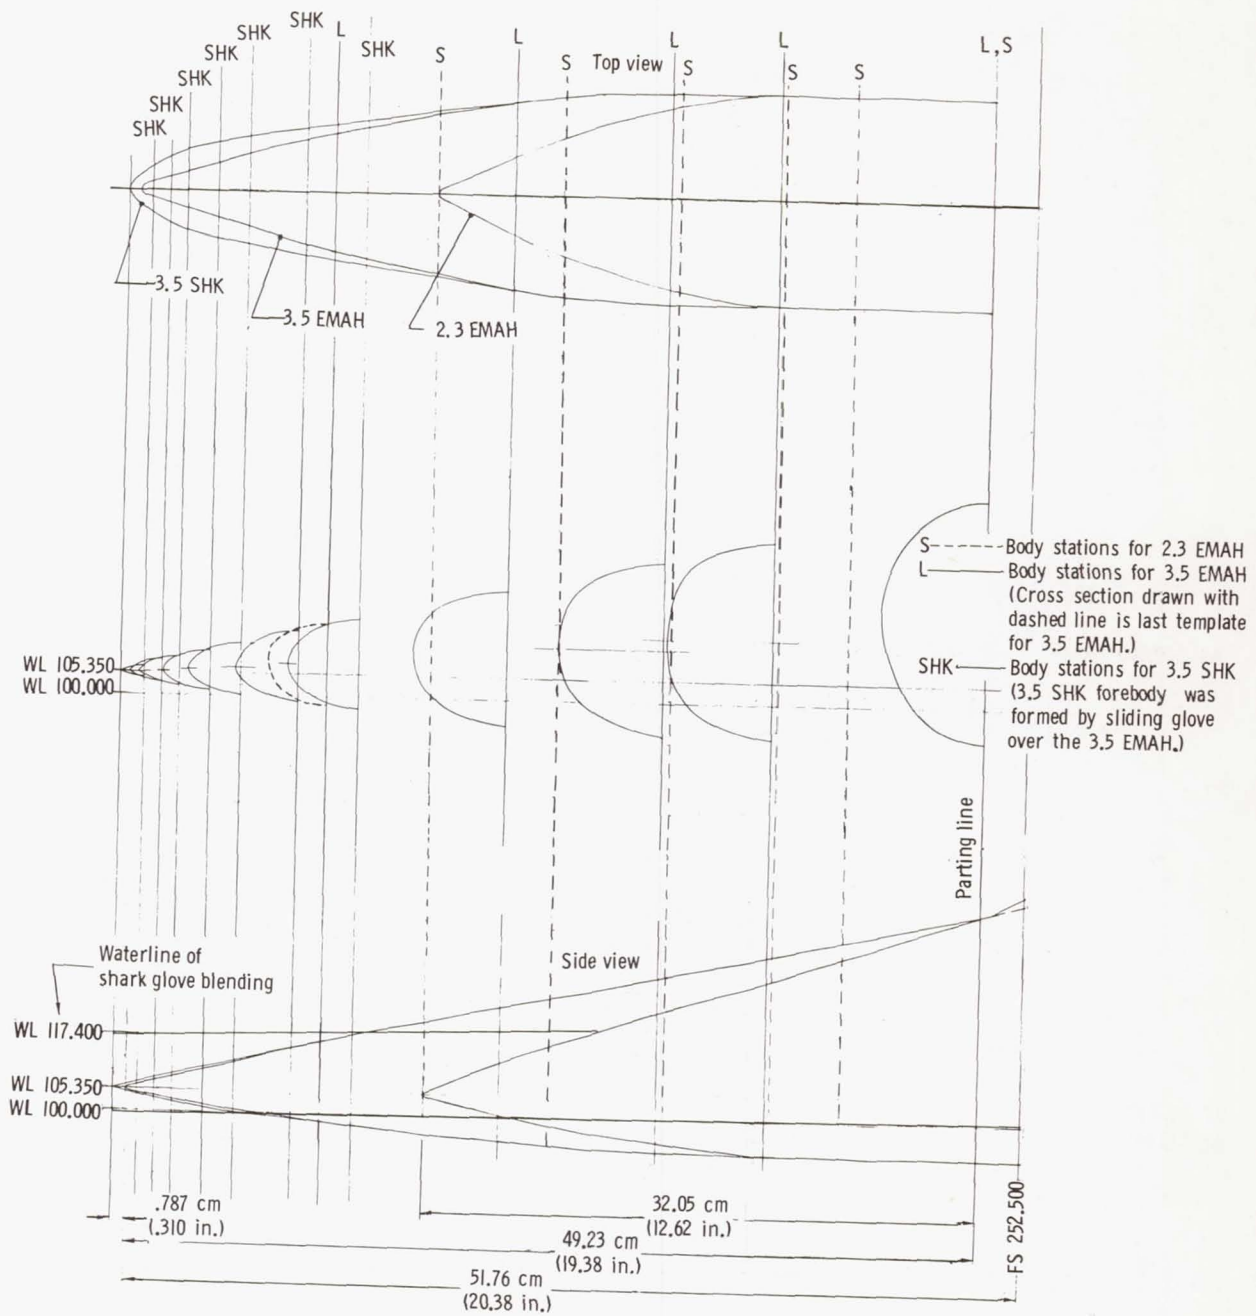 SHK
L
SHK
SHK
SHK
SHK
SHK
SHK
S
L
S
Top view
L
S
L
S
S
L,S
3.5 SHK
3.5 EMAH
2.3 EMAH
S Body stations for 2.3 EMAH
L Body stations for 3.5 EMAH
(Cross section drawn with
dashed line is last template
for 3.5 EMAH.)
SHK Body stations for 3.5 SHK
(3.5 SHK forebody was
formed by sliding glove
over the 3.5 EMAH.)
WL 105.350
WL 100.000
Parting line
Waterline of
shark glove blending
Side view
WL 117.400
WL 105.350
WL 100.000
.787 cm
(.310 in.)
32.05 cm
(12.62 in.)
49.23 cm
(19.38 in.)
51.76 cm
(20.38 in.)
FS 252.500